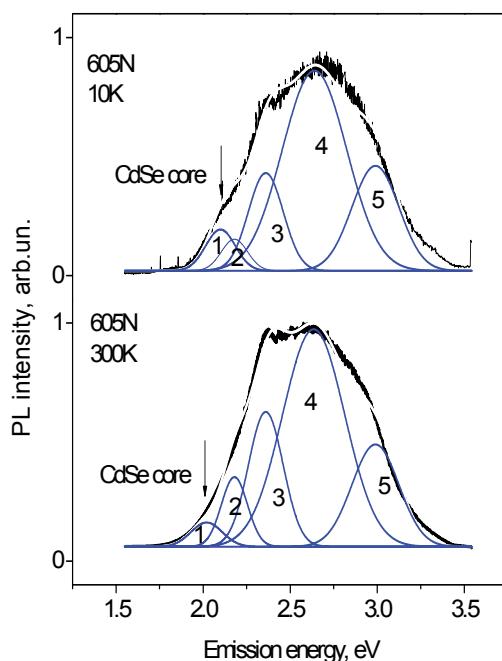 1
605N
10K
4
CdSe core
5
3
1
2
0
PL intensity, arb.un.
1
605N
300K
4
CdSe core
5
2
3
1
0
1.5 2.0 2.5 3.0 3.5
Emission energy, eV